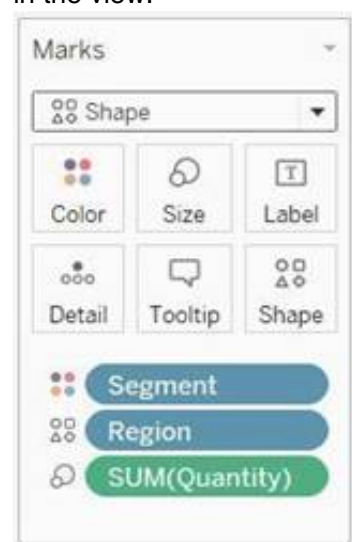 in the view.
Marks
Shape
Color Size Label
T
Detail Tooltip Shape
Segment
Region
SUM(Quantity)